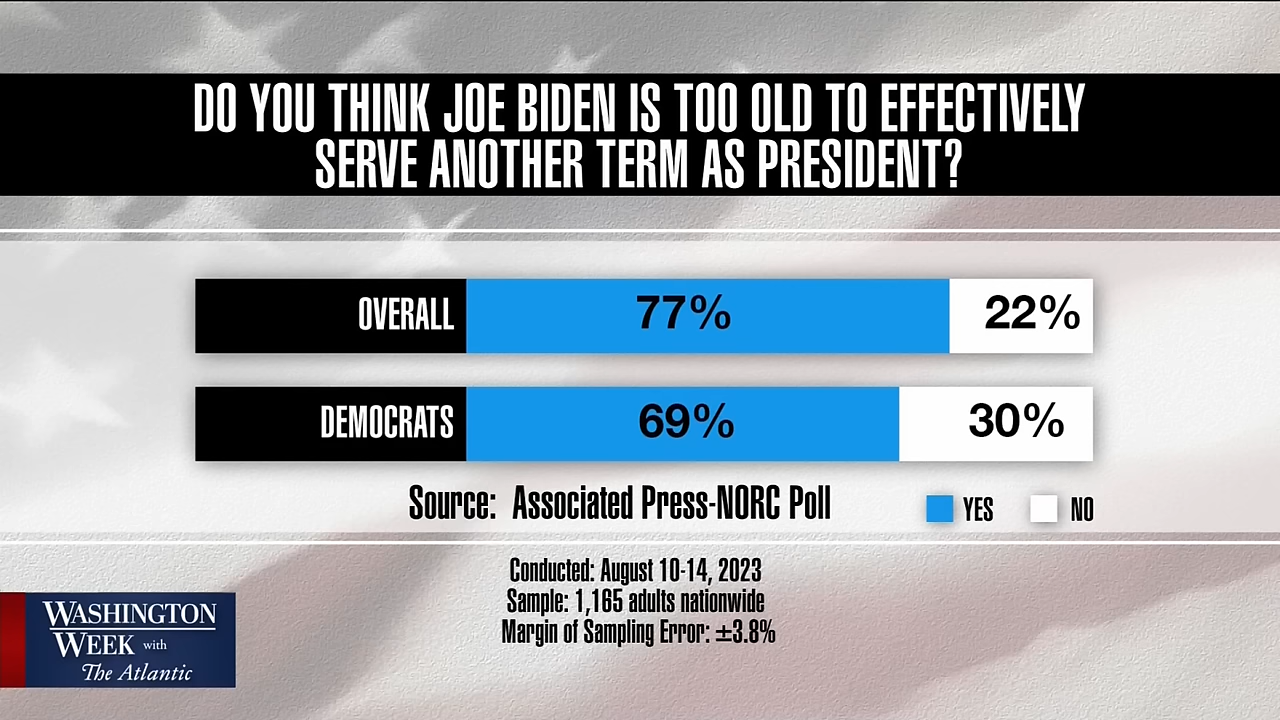 DO YOU THINK JOE BIDEN IS TOO OLD TO EFFECTIVELY
SERVE ANOTHER TERM AS PRESIDENT?
OVERALL 77% 22%
DEMOCRATS 69% 30%
Source: Associated Press-NORC Poll
YES NO
Conducted: August 10-14, 2023
Sample: 1,165 adults nationwide
Margin of Sampling Error: ±3.8%
WASHINGTON
WEEK with
The Atlantic